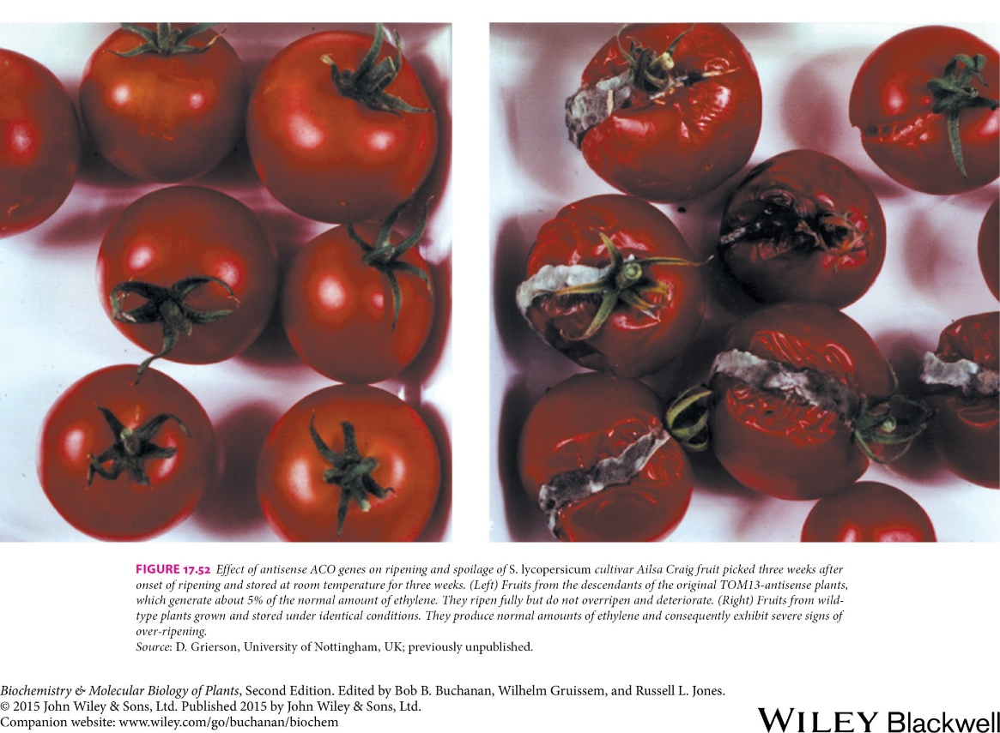 FIGURE 17.52 Effect of antisense ACO genes on ripening and spoilage of S. lycopersicum cultivar Ailsa Craig fruit picked three weeks after
onset of ripening and stored at room temperature for three weeks. (Left) Fruits from the descendants of the original TOM13-antisense plants,
which generate about 5% of the normal amount of ethylene. They ripen fully but do not overripen and deteriorate. (Right) Fruits from wild-
type plants grown and stored under identical conditions. They produce normal amounts of ethylene and consequently exhibit severe signs of
over-ripening.
Source: D. Grierson, University of Nottingham, UK; previously unpublished.
Biochemistry & Molecular Biology of Plants, Second Edition. Edited by Bob B. Buchanan, Wilhelm Gruissem, and Russell L. Jones.
© 2015 John Wiley & Sons, Ltd. Published 2015 by John Wiley & Sons, Ltd.
Companion website: www.wiley.com/go/buchanan/biochem
WILEY Blackwell